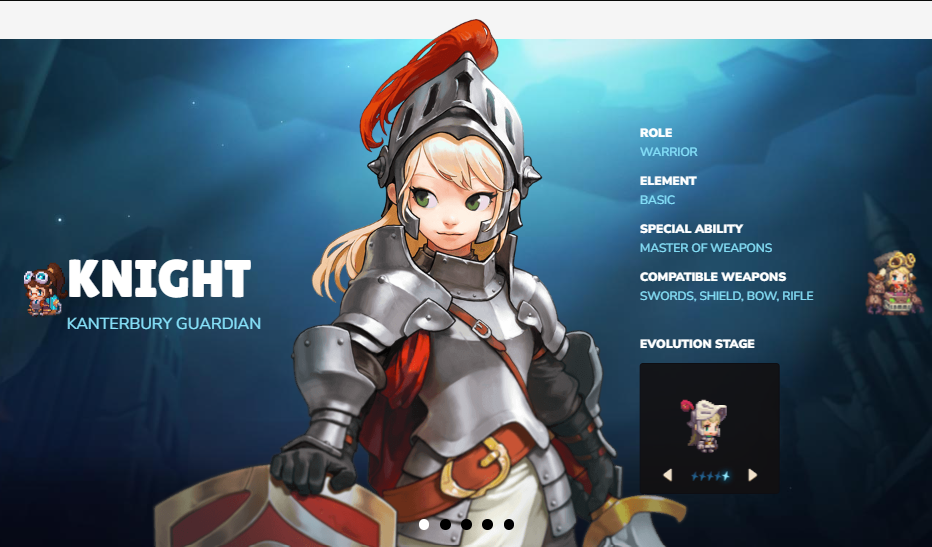 KNIGHT
KANTERBURY GUARDIAN
ROLE
WARRIOR
ELEMENT
BASIC
SPECIAL ABILITY
MASTER OF WEAPONS
COMPATIBLE WEAPONS
SWORDS, SHIELD, BOW, RIFLE
EVOLUTION STAGE